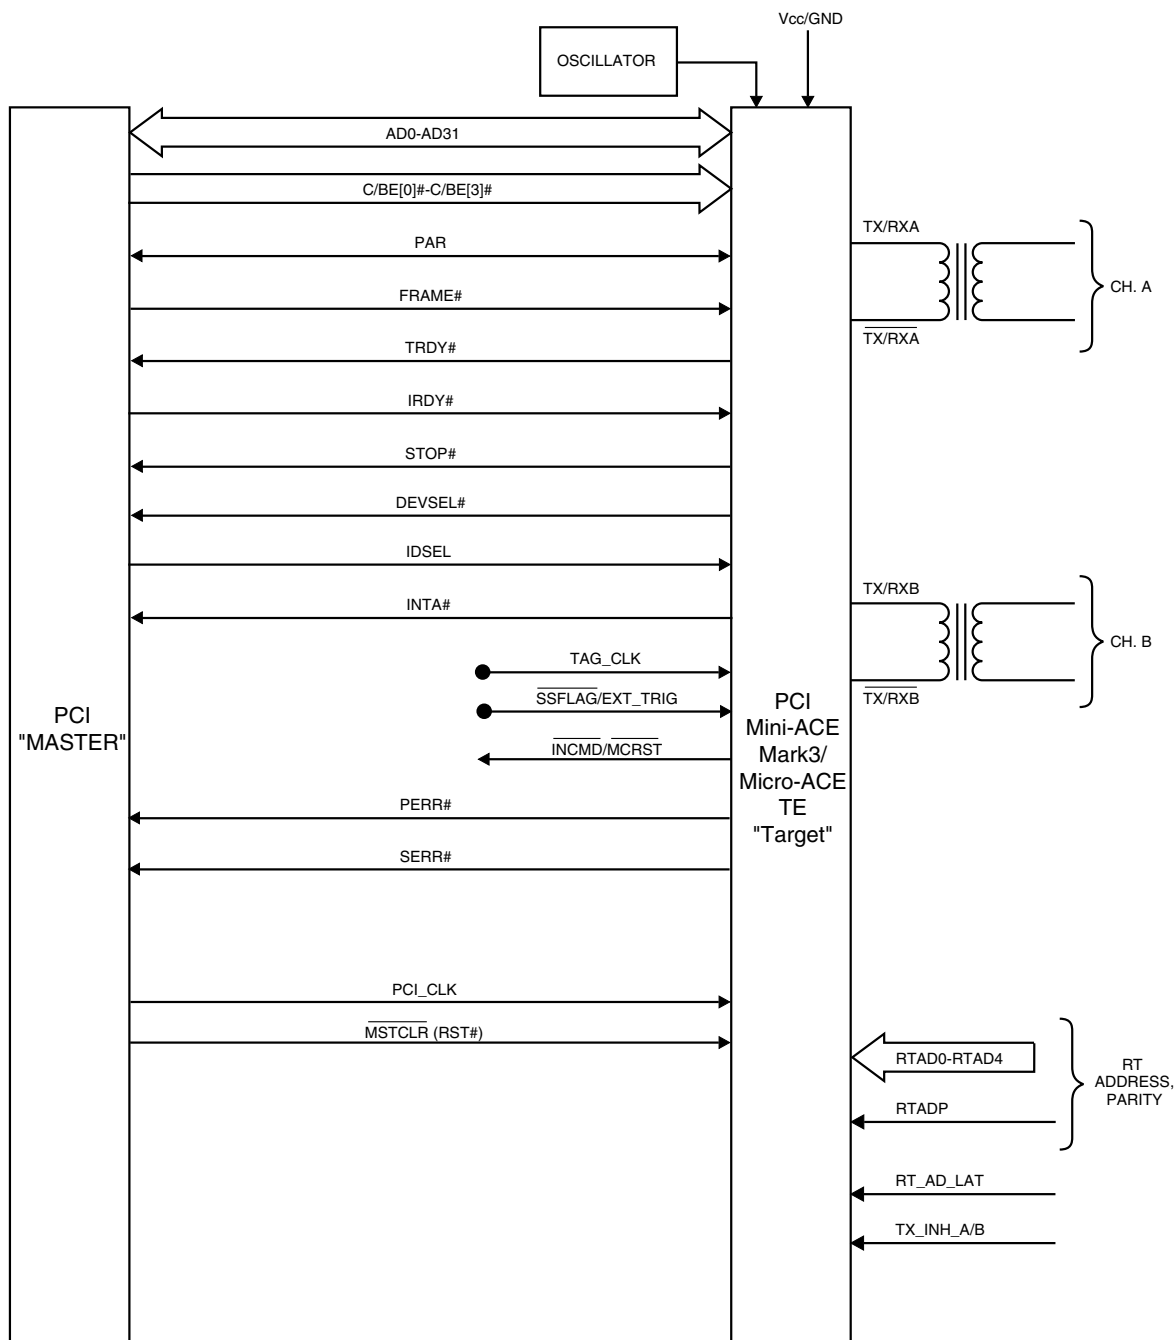 Vcc/GND
OSCILLATOR
AD0-AD31
C/BE[0]#-C/BE[3]#
PAR
FRAME#
TRDY#
IRDY#
STOP#
DEVSEL#
IDSEL
INTA#
TAG_CLK
SSFLAG/EXT_TRIG
INCMD/MCRST
PERR#
SERR#
PCI_CLK
MSTCLR (RST#)
PCI
"MASTER"
PCI
Mini-ACE
Mark3/
Micro-ACE
TE
"Target"
TX/RXA
TX/RXA
CH. A
TX/RXB
TX/RXB
CH. B
RTAD0-RTAD4
RTADP
RT
ADDRESS,
PARITY
RT_AD_LAT
TX_INH_A/B